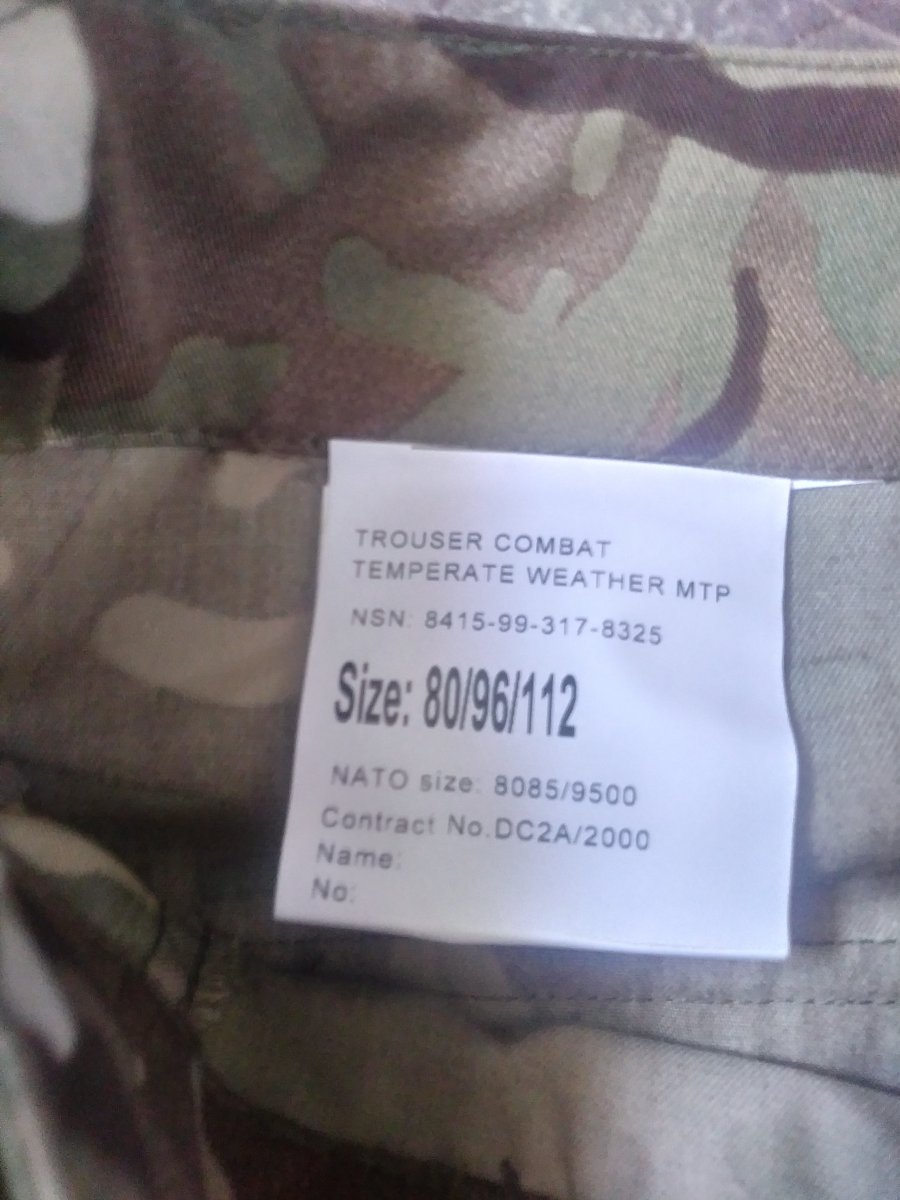 TROUSER COMBAT
TEMPERATE WEATHER MTP
NSN: 8415-99-317-8325
Size: 80/96/112
NATO size: 8085/9500
Contract No.DC2A/2000
Name:
No: